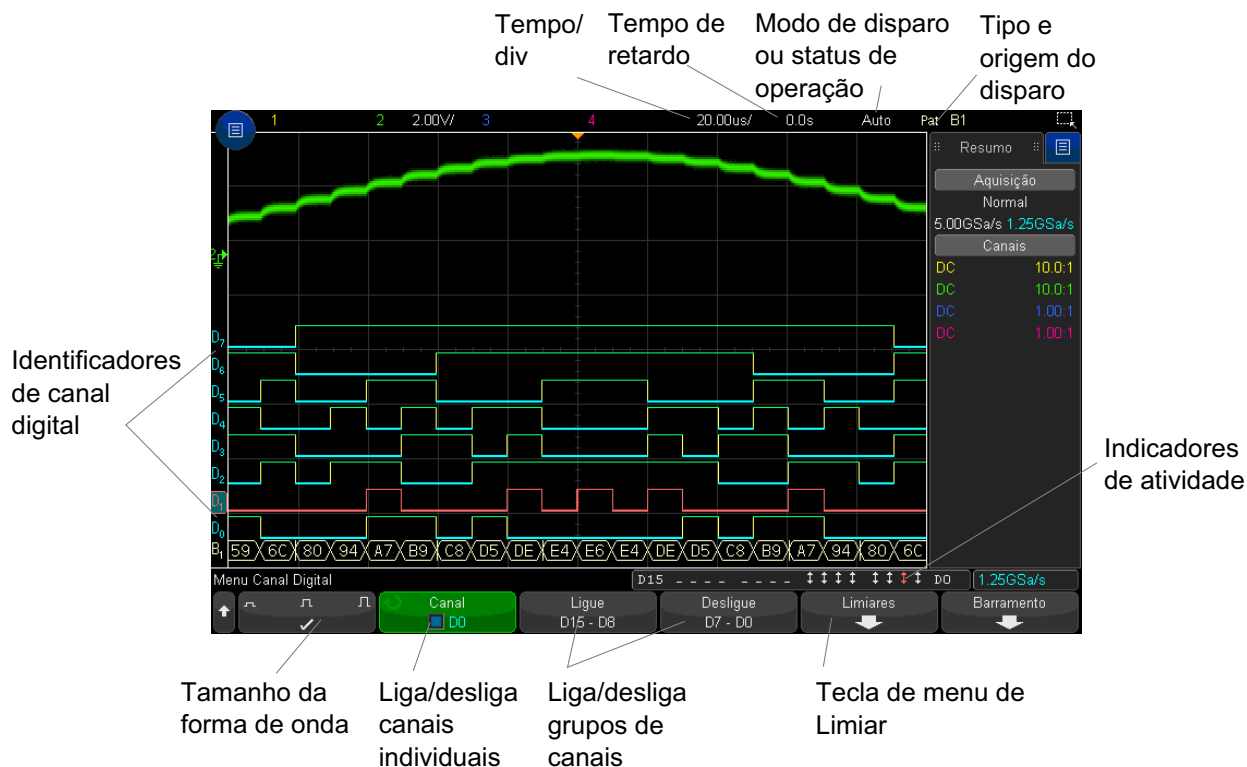 Tempo/
div
Tempo de
retardo
Modo de disparo
ou status de
operação
Tipo e
origem do
disparo
1 2 2.00V/ 3 4 20.00us/ 0.0s Auto Pat B1
Resumo
Aquisição
Normal
5.00GSa/s 1.25GSa/s
Canais
DC 10.0:1
DC 10.0:1
DC 1.00:1
DC 1.00:1
2
D7
D6
D5
D4
D3
D2
D1
D0
B1 59 6C 80 94 A7 B9 C8 D5 DE E4 E6 E4 DE D5 C8 B9 A7 94 80 6C
Identificadores
de canal
digital
Indicadores
de atividade
Menu Canal Digital
D15 _ _ _ _ _ _ _ _ ↕ ↕ ↕ ↕ ↕ ↕ ↕ ↕ D0 1.25GSa/s
Canal
D0
Ligue
D15 - D8
Desligue
D7 - D0
Limiares
Barramento
Tamanho da
forma de onda
Liga/desliga
canais
individuais
Liga/desliga
grupos de
canais
Tecla de menu de
Limiar